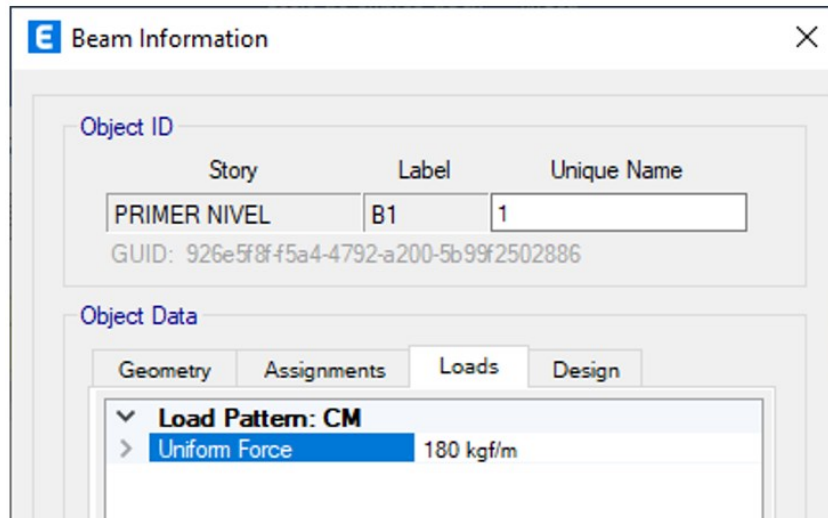 E Beam Information
Object ID
Story Label Unique Name
PRIMER NIVEL B1 1
GUID: 926e5f8f-f5a4-4792-a200-5b99f2502886
Object Data
Geometry Assignments Loads Design
Load Pattern: CM
Uniform Force 180 kgf/m